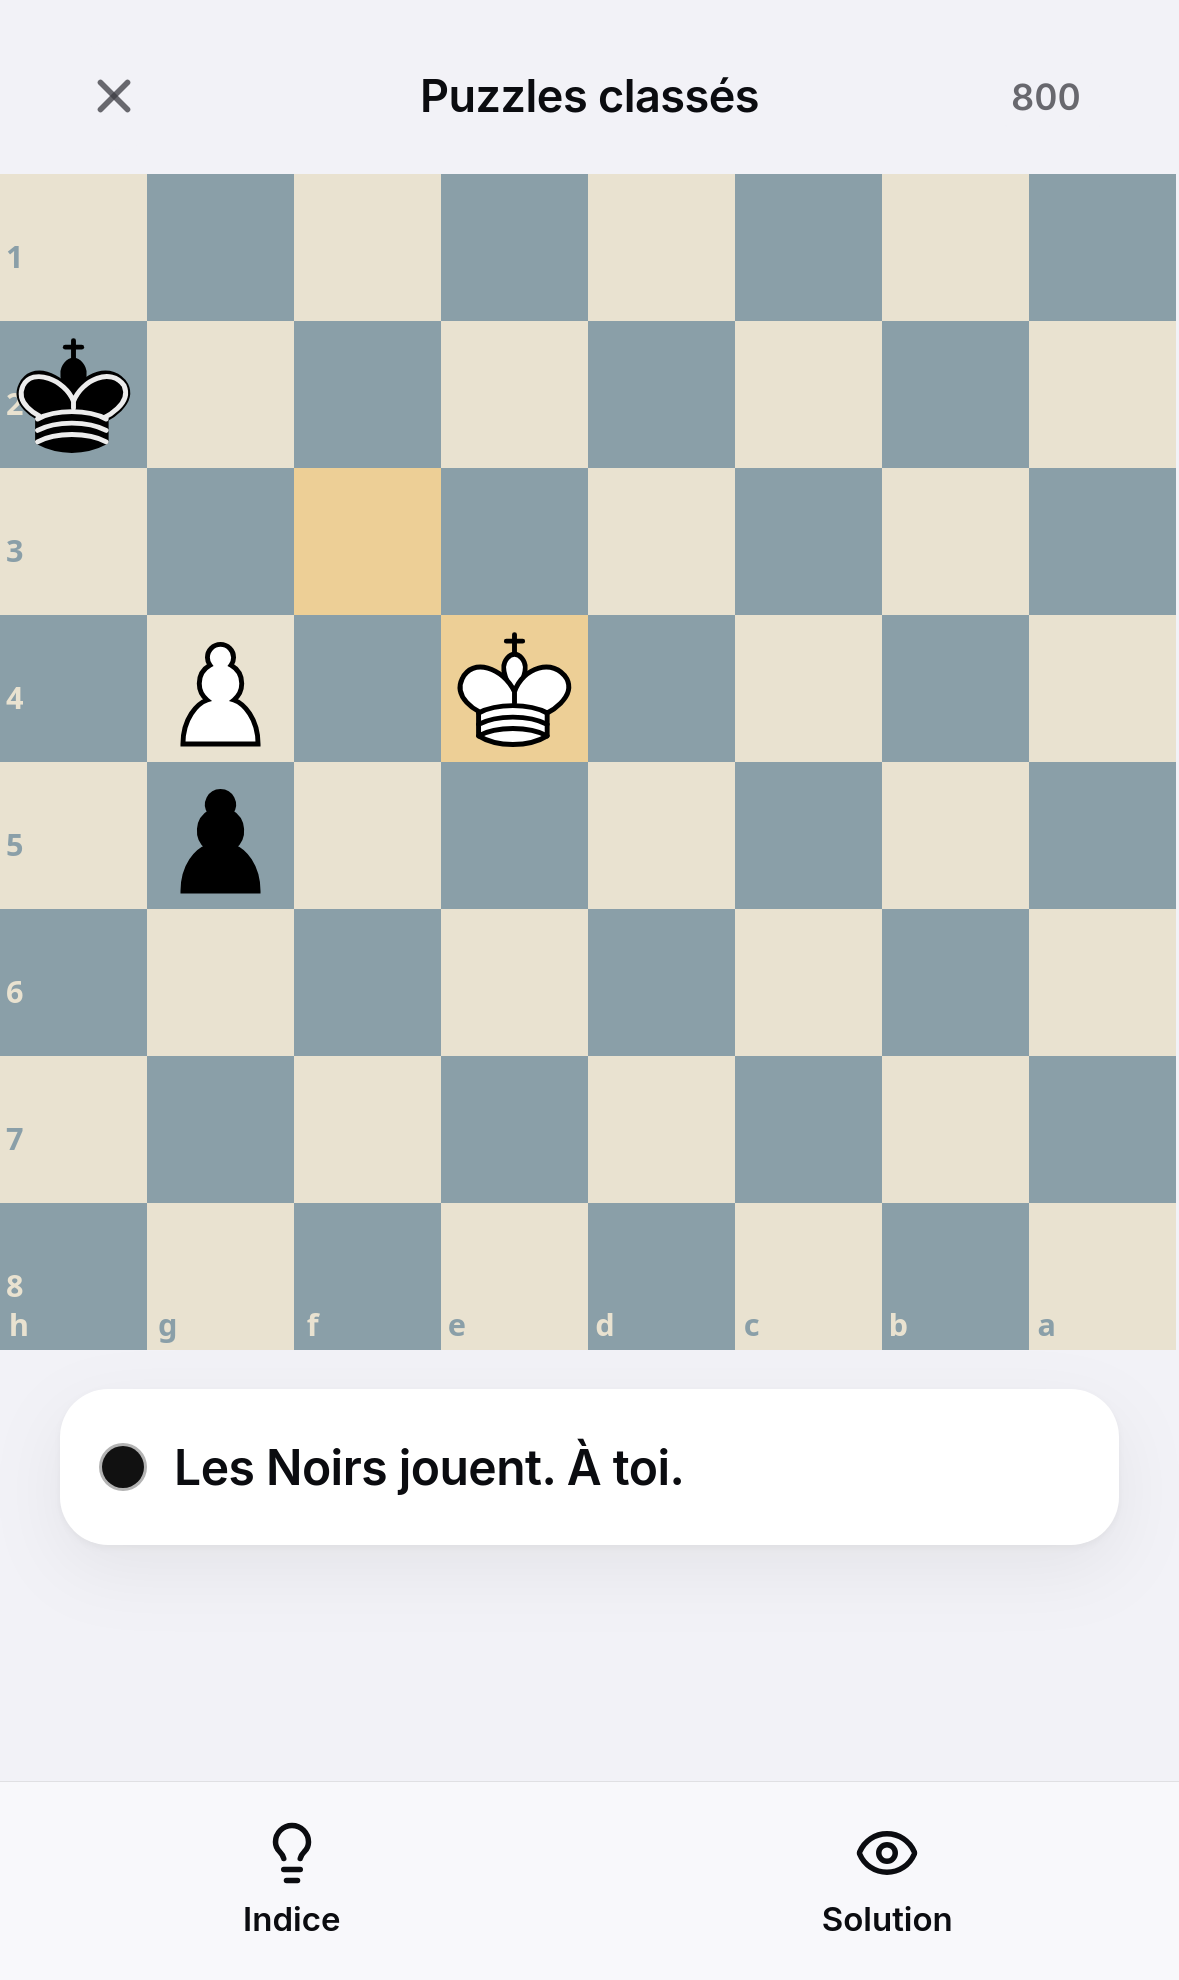 Puzzles classés 800
1
2
3
4
5
6
7
8
h g f e d c b a
Les Noirs jouent. À toi.
Indice Solution